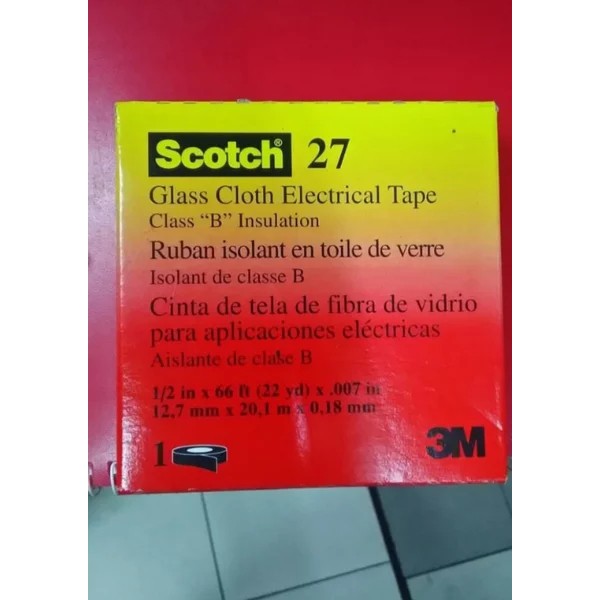 Scotch® 27
Glass Cloth Electrical Tape
Class “B” Insulation
Ruban isolant en toile de verre
Isolant de classe B
Cinta de tela de fibra de vidrio
para aplicaciones eléctricas
Aislante de clase B
1/2 in x 66 ft (22 yd) x .007 in
12,7 mm x 20,1 m x 0,18 mm
1
3M